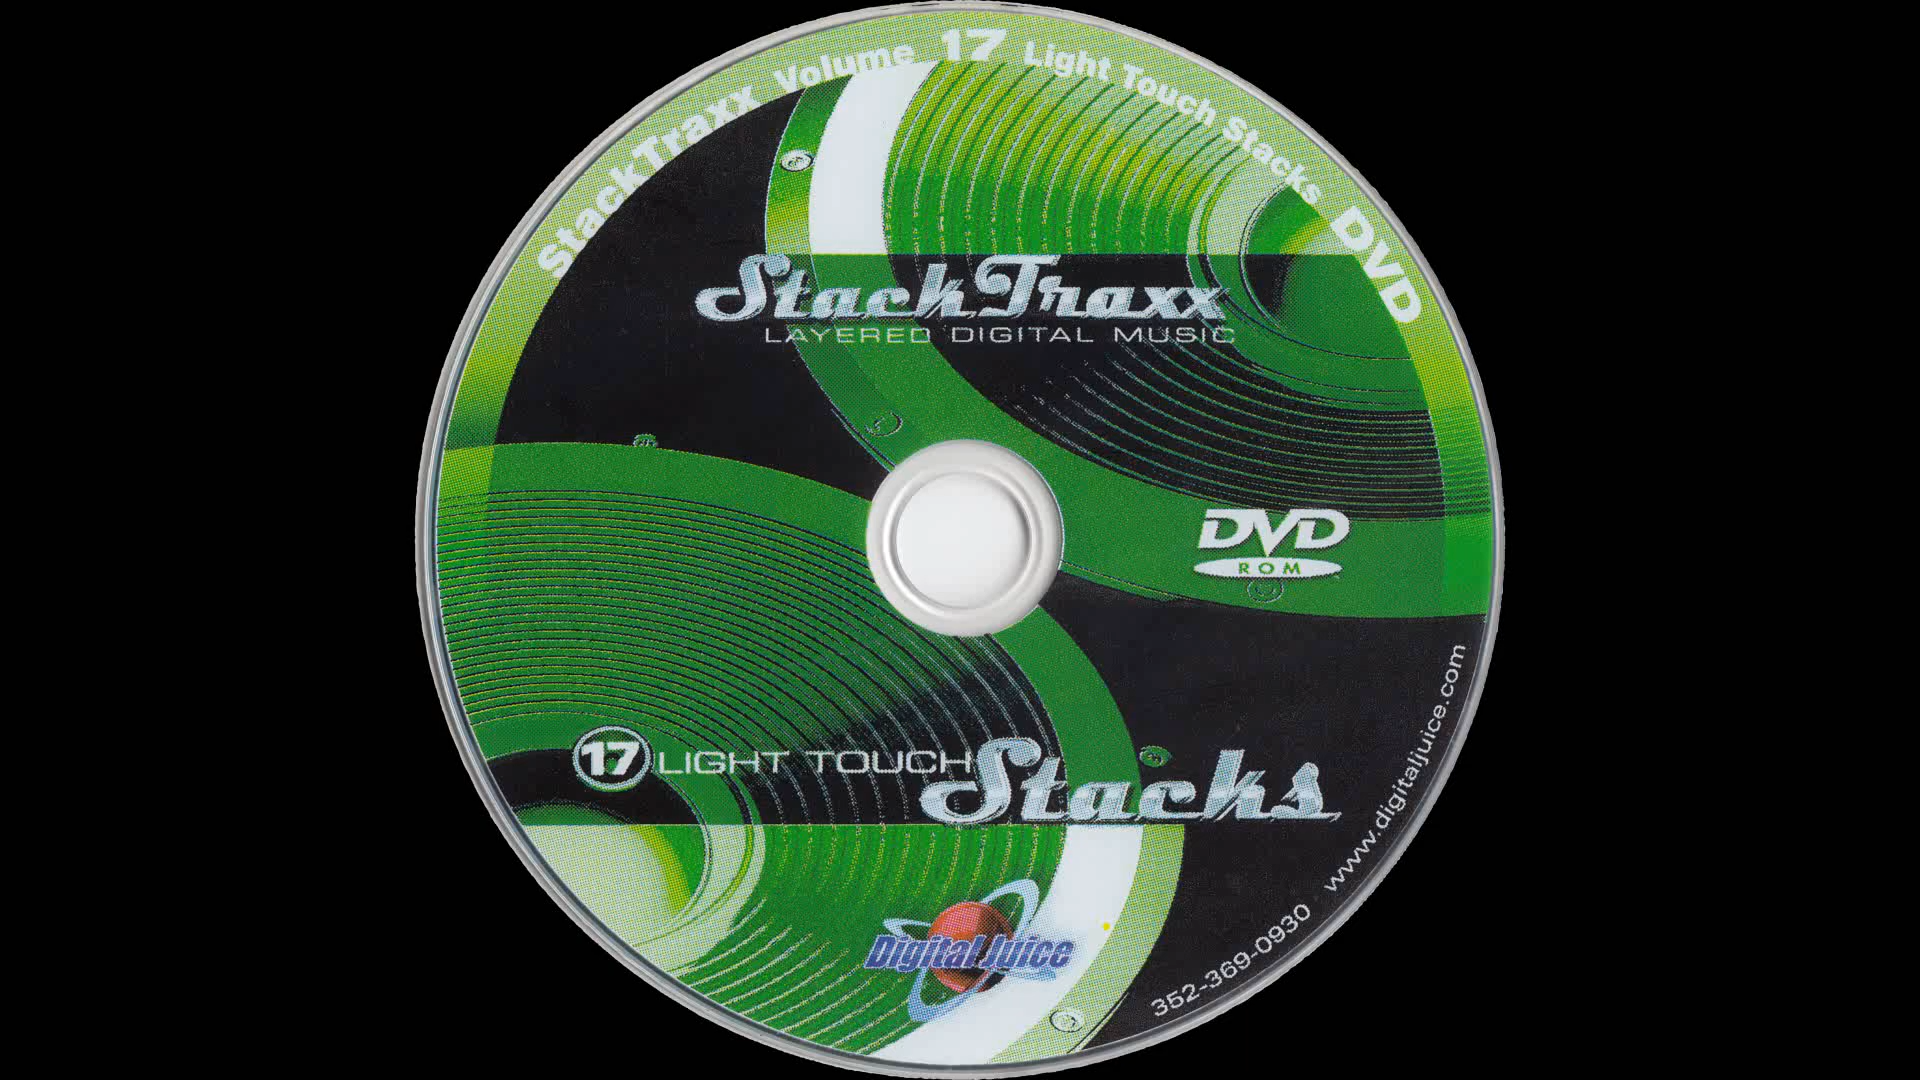 StackTraxx Volume 17 Light Touch Stacks DVD
StackTraxx
LAYERED DIGITAL MUSIC
DVD
ROM
17 LIGHT TOUCH Stacks
Digital Juice
www.digitaljuice.com
352-369-0930